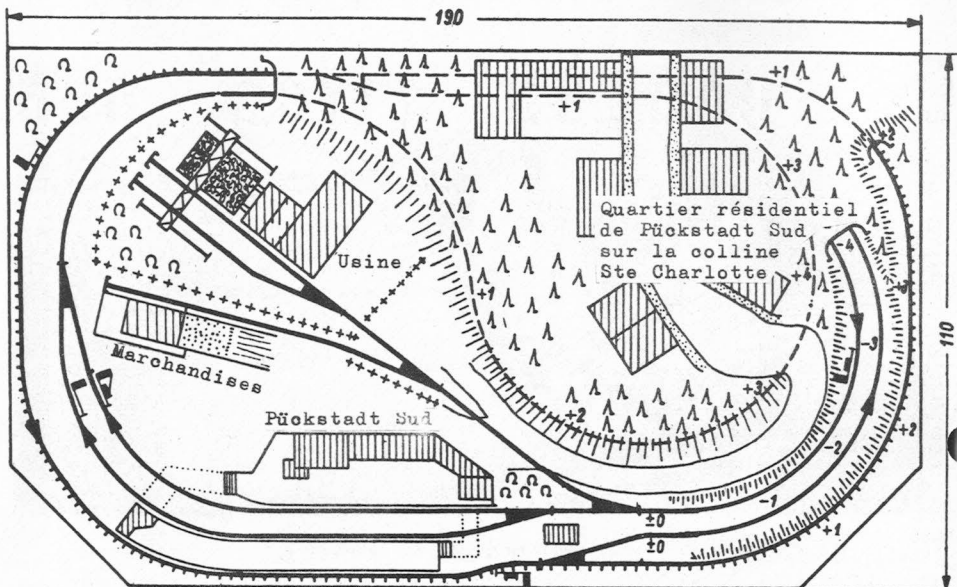 190
+1
+1
+2
+3
Quartier résidentiel
de Pückstadt Sud
sur la colline
Ste Charlotte
+4
-4
+3
Usine
+1
-3
110
Marchandises
+3
+2
+2
Pückstadt Sud
-2
-1
±0
±0
+1